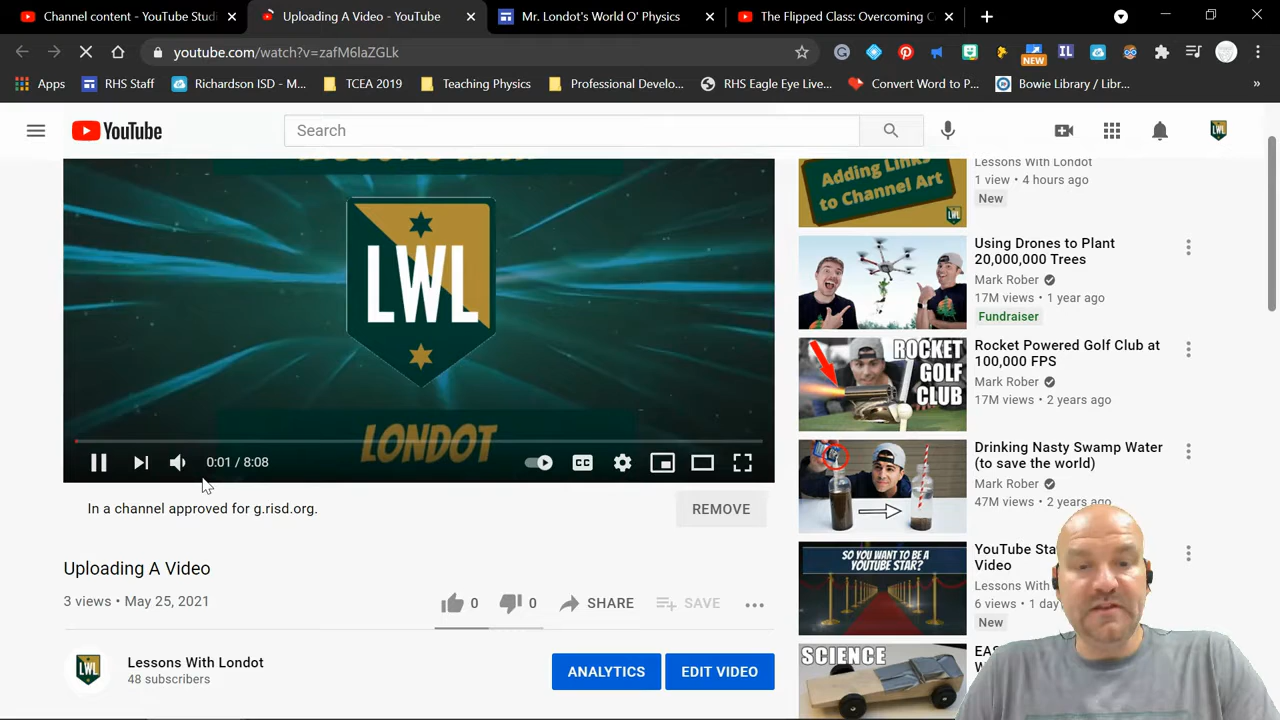 Channel content - YouTube Studi
Uploading A Video - YouTube
Mr. Londot's World O' Physics
The Flipped Class: Overcoming C
youtube.com/watch?v=zafM6laZGLk
NEW
IL
Apps
RHS Staff
Richardson ISD - M...
TCEA 2019
Teaching Physics
Professional Develo...
RHS Eagle Eye Live...
Convert Word to P...
Bowie Library / Libr...
YouTube
Search
LWL
LWL
LONDOT
0:01 / 8:08
CC
In a channel approved for g.risd.org.
REMOVE
Uploading A Video
3 views • May 25, 2021
0
0
SHARE
SAVE
LWL
Lessons With Londot
48 subscribers
ANALYTICS
EDIT VIDEO
Adding Links
to Channel Art
LWL
Lessons With Londot
1 view • 4 hours ago
New
Using Drones to Plant
20,000,000 Trees
Mark Rober
17M views • 1 year ago
Fundraiser
ROCKET
GOLF
CLUB
Rocket Powered Golf Club at
100,000 FPS
Mark Rober
17M views • 2 years ago
Drinking Nasty Swamp Water
(to save the world)
Mark Rober
47M views • 2 years ago
SO YOU WANT TO BE A
YOUTUBE STAR?
YouTube Sta
Video
Lessons With
6 views • 1 day
New
SCIENCE
EAS